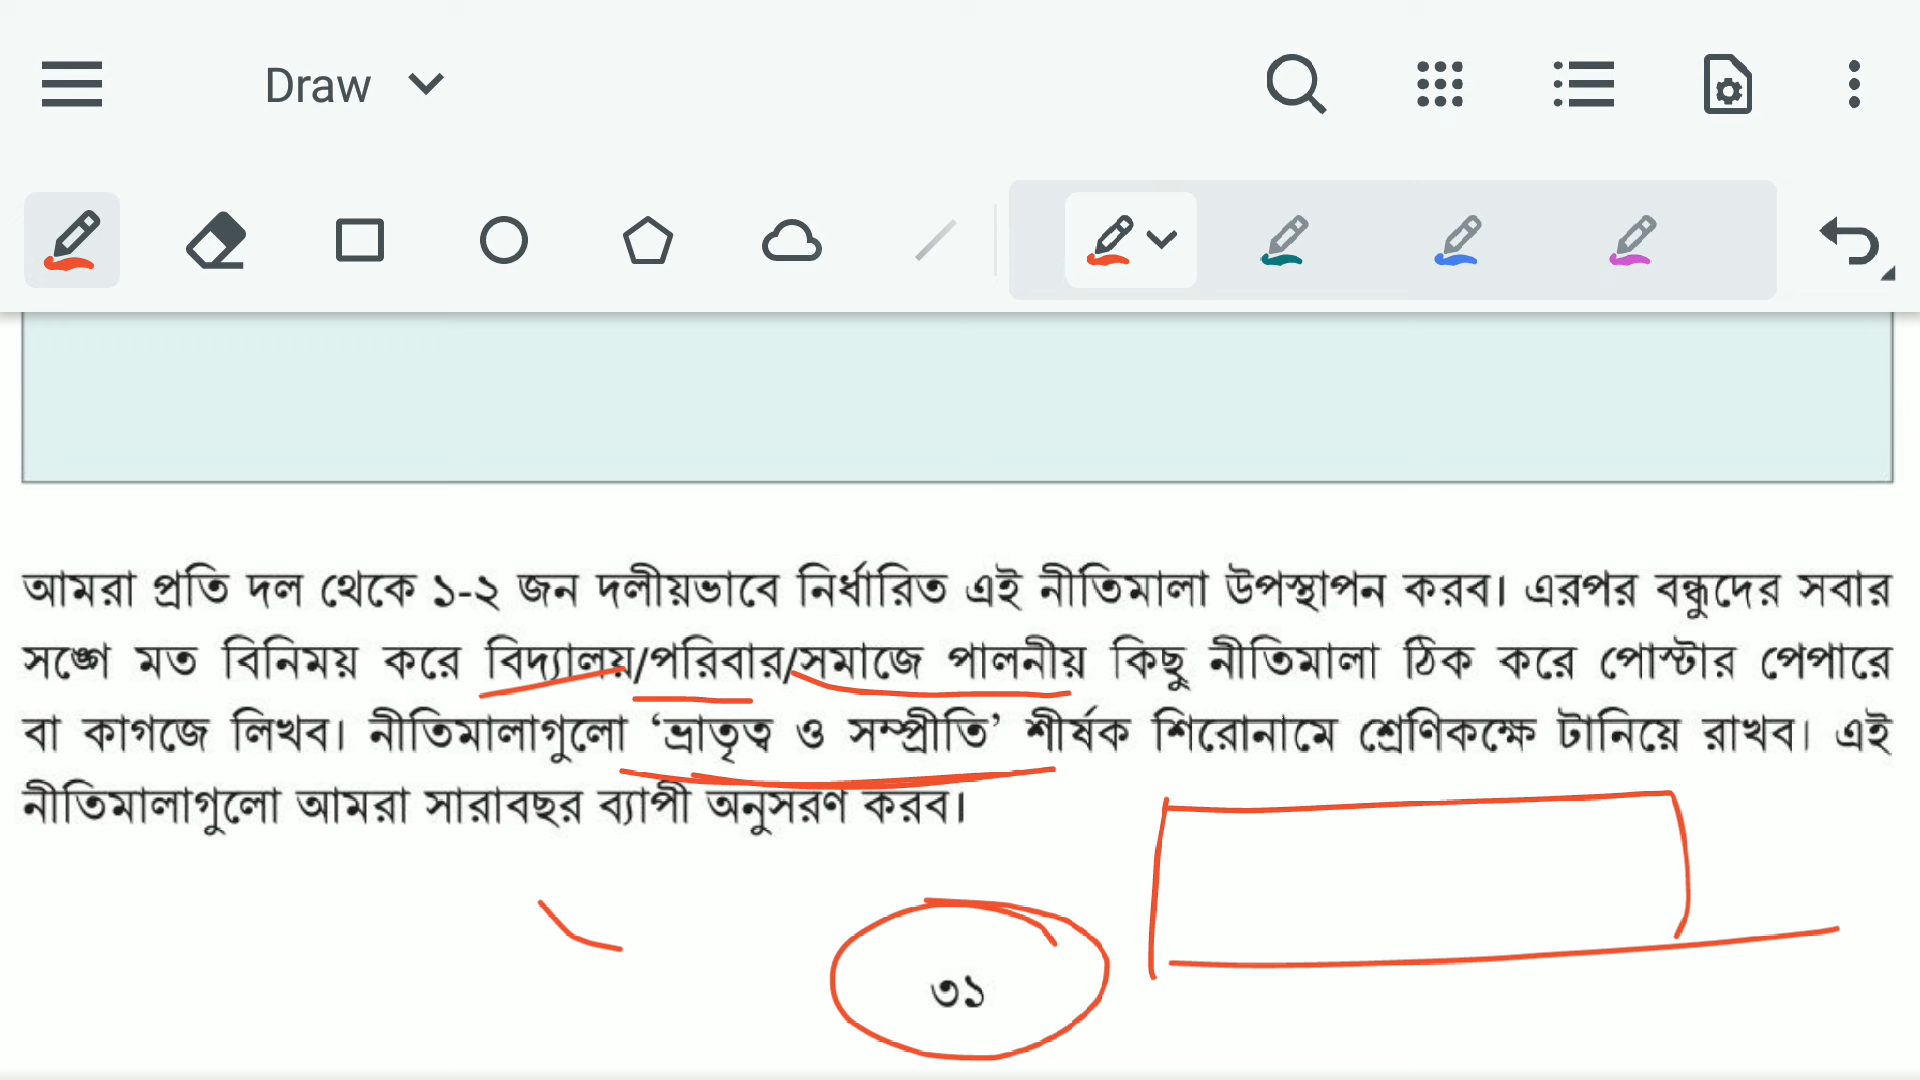 Draw
আমরা প্রতি দল থেকে ১-২ জন দলীয়ভাবে নির্ধারিত এই নীতিমালা উপস্থাপন করব। এরপর বন্ধুদের সবার
সঙ্গে মত বিনিময় করে বিদ্যালয়/পরিবার/সমাজে পালনীয় কিছু নীতিমালা ঠিক করে পোস্টার পেপারে
বা কাগজে লিখব। নীতিমালাগুলো ‘ভ্রাতৃত্ব ও সম্প্রীতি’ শীর্ষক শিরোনামে শ্রেণিকক্ষে টানিয়ে রাখব। এই
নীতিমালাগুলো আমরা সারাবছর ব্যাপী অনুসরণ করব।
৩১